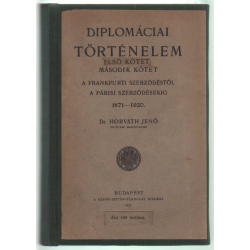 DIPLOMÁCIAI
TÖRTÉNELEM
ELSŐ KÖTET
MÁSODIK KÖTET
A FRANKFURTI SZERZŐDÉSTŐL
A PÁRISI SZERZŐDÉSEKIG
1871—1920.
Dr. HORVÁTH JENŐ
BUDAPEST